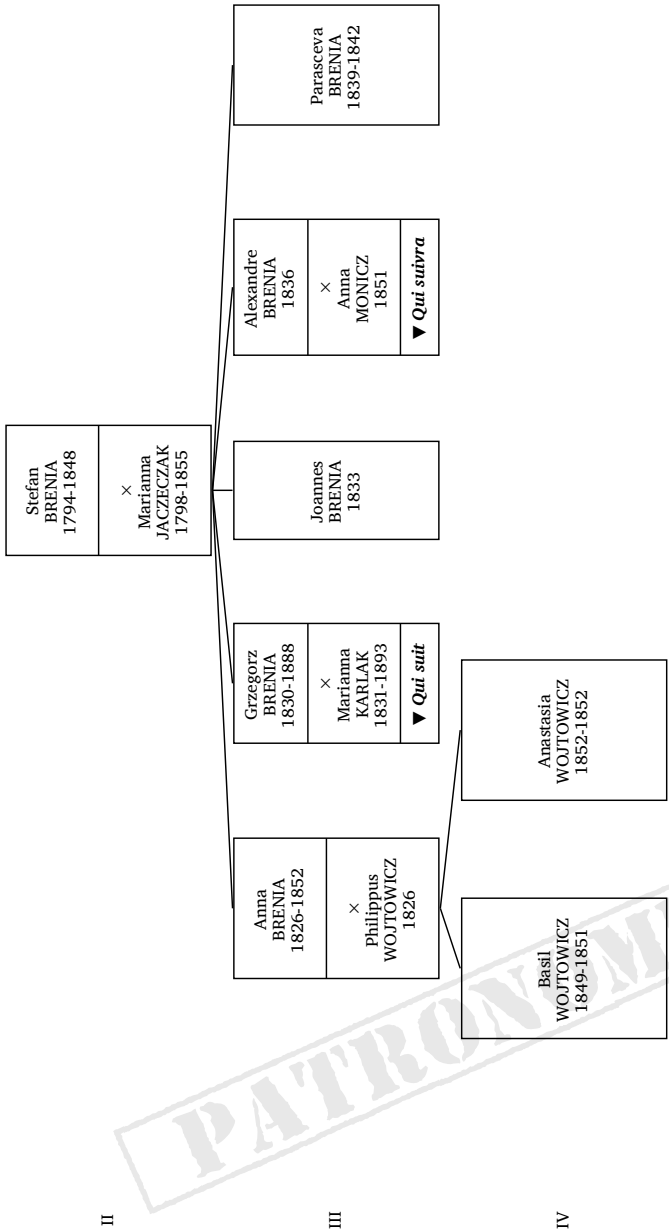 II
Stefan
BRENIA
1794-1848
×
Marianna
JACZECZAK
1798-1855
III
Anna
BRENIA
1826-1852
×
Philippus
WOJTOWICZ
1826
Grzegorz
BRENIA
1830-1888
×
Marianna
KARLAK
1831-1893
▼ Qui suit
Joannes
BRENIA
1833
Alexandre
BRENIA
1836
×
Anna
MONICZ
1851
▼ Qui suivra
Parasceva
BRENIA
1839-1842
IV
Basil
WOJTOWICZ
1849-1851
Anastasia
WOJTOWICZ
1852-1852
PATRONOM